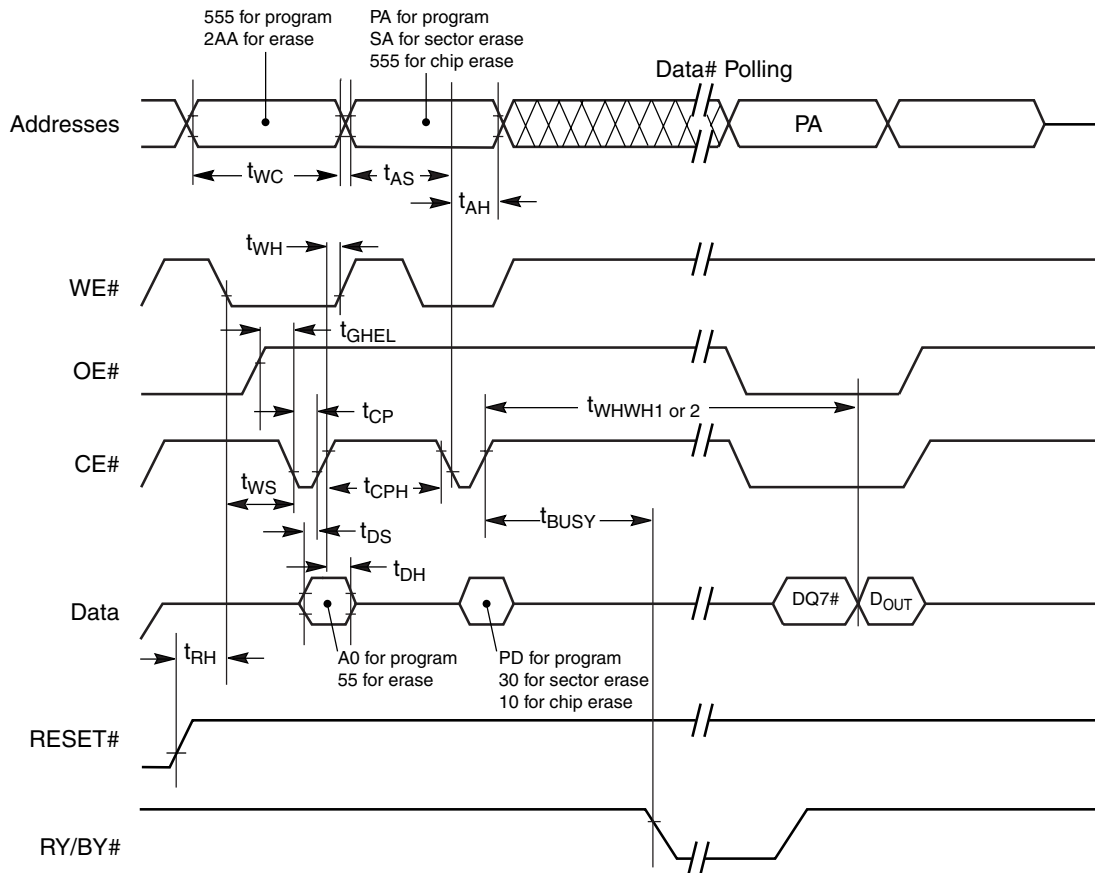 555 for program
2AA for erase
PA for program
SA for sector erase
555 for chip erase
Data# Polling
Addresses
PA
tWC
tAS
tAH
tWH
WE#
tGHEL
OE#
tWHWH1 or 2
tCP
CE#
tWS
tCPH
tBUSY
tDS
tDH
Data
DQ7#
DOUT
tRH
A0 for program
55 for erase
PD for program
30 for sector erase
10 for chip erase
RESET#
RY/BY#